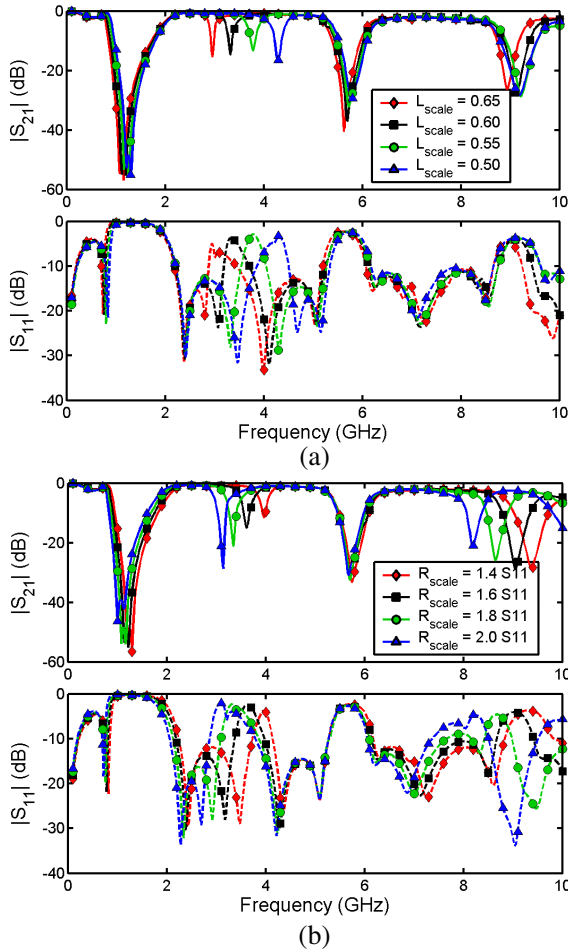 0
-20
-40
-60
|S21| (dB)
0 2 4 6 8 10
Lscale = 0.65
Lscale = 0.60
Lscale = 0.55
Lscale = 0.50
0
-10
-20
-30
-40
|S11| (dB)
0 2 4 6 8 10
Frequency (GHz)
(a)
0
-20
-40
-60
|S21| (dB)
0 2 4 6 8 10
Rscale = 1.4 S11
Rscale = 1.6 S11
Rscale = 1.8 S11
Rscale = 2.0 S11
0
-10
-20
-30
-40
|S11| (dB)
0 2 4 6 8 10
Frequency (GHz)
(b)